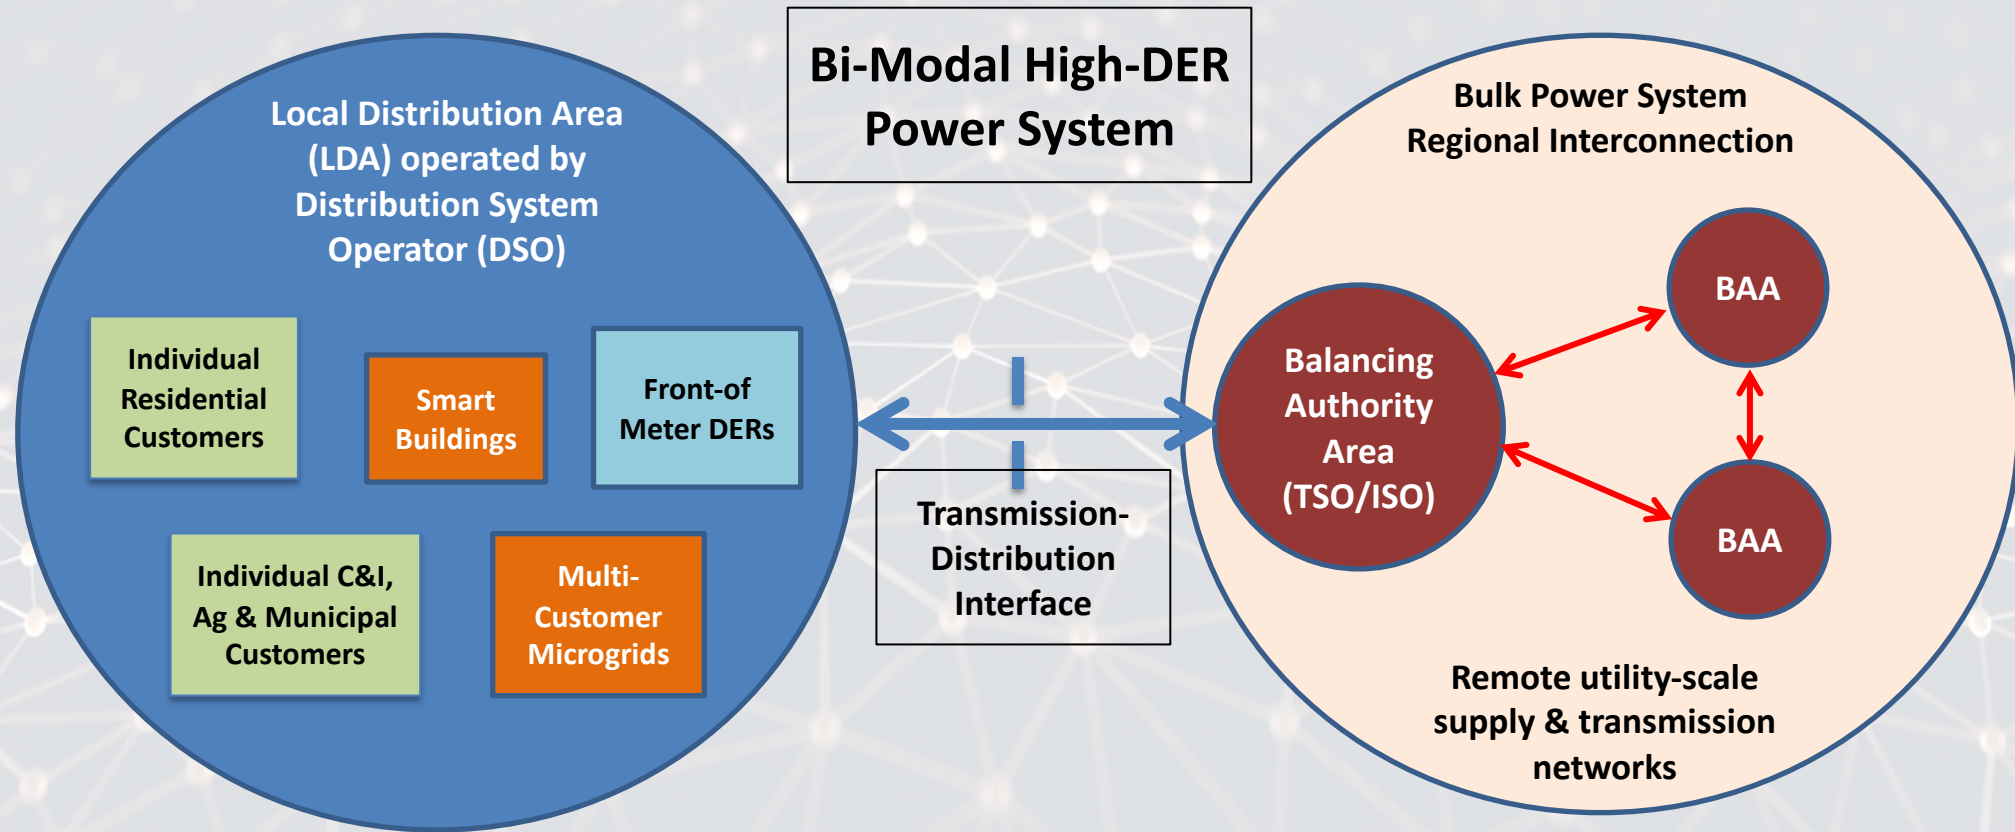 Bi-Modal High-DER
Power System
Local Distribution Area
(LDA) operated by
Distribution System
Operator (DSO)
Individual
Residential
Customers
Smart
Buildings
Front-of
Meter DERs
Individual C&I,
Ag & Municipal
Customers
Multi-
Customer
Microgrids
Transmission-
Distribution
Interface
Bulk Power System
Regional Interconnection
Balancing
Authority
Area
(TSO/ISO)
BAA
BAA
Remote utility-scale
supply & transmission
networks